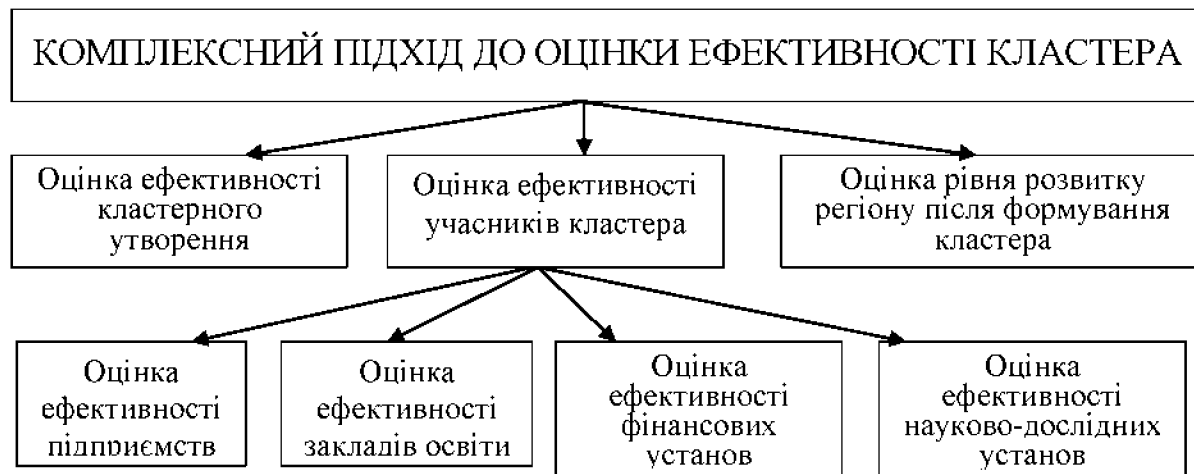 КОМПЛЕКСНИЙ ПІДХІД ДО ОЦІНКИ ЕФЕКТИВНОСТІ КЛАСТЕРА
Оцінка ефективності
кластерного
утворення
Оцінка ефективності
учасників кластера
Оцінка рівня розвитку
регіону після формування
кластера
Оцінка
ефективності
підприємств
Оцінка
ефективності
закладів освіти
Оцінка
ефективності
фінансових
установ
Оцінка
ефективності
науково-дослідних
установ